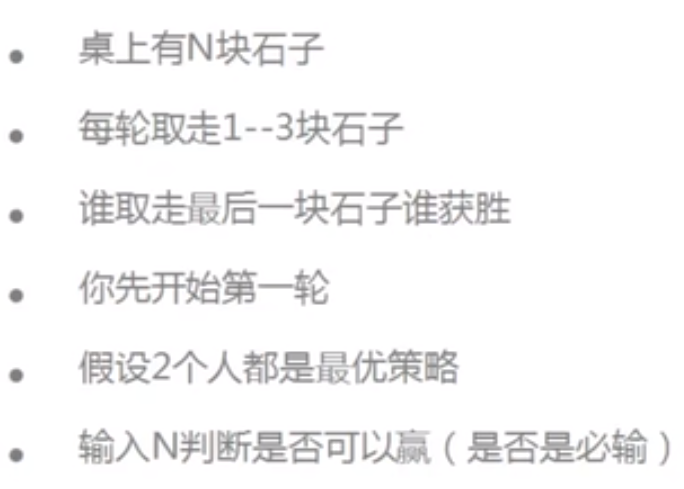 桌上有N块石子
每轮取走1--3块石子
谁取走最后一块石子谁获胜
你先开始第一轮
假设2个人都是最优策略
输入N判断是否可以赢（是否是必输）